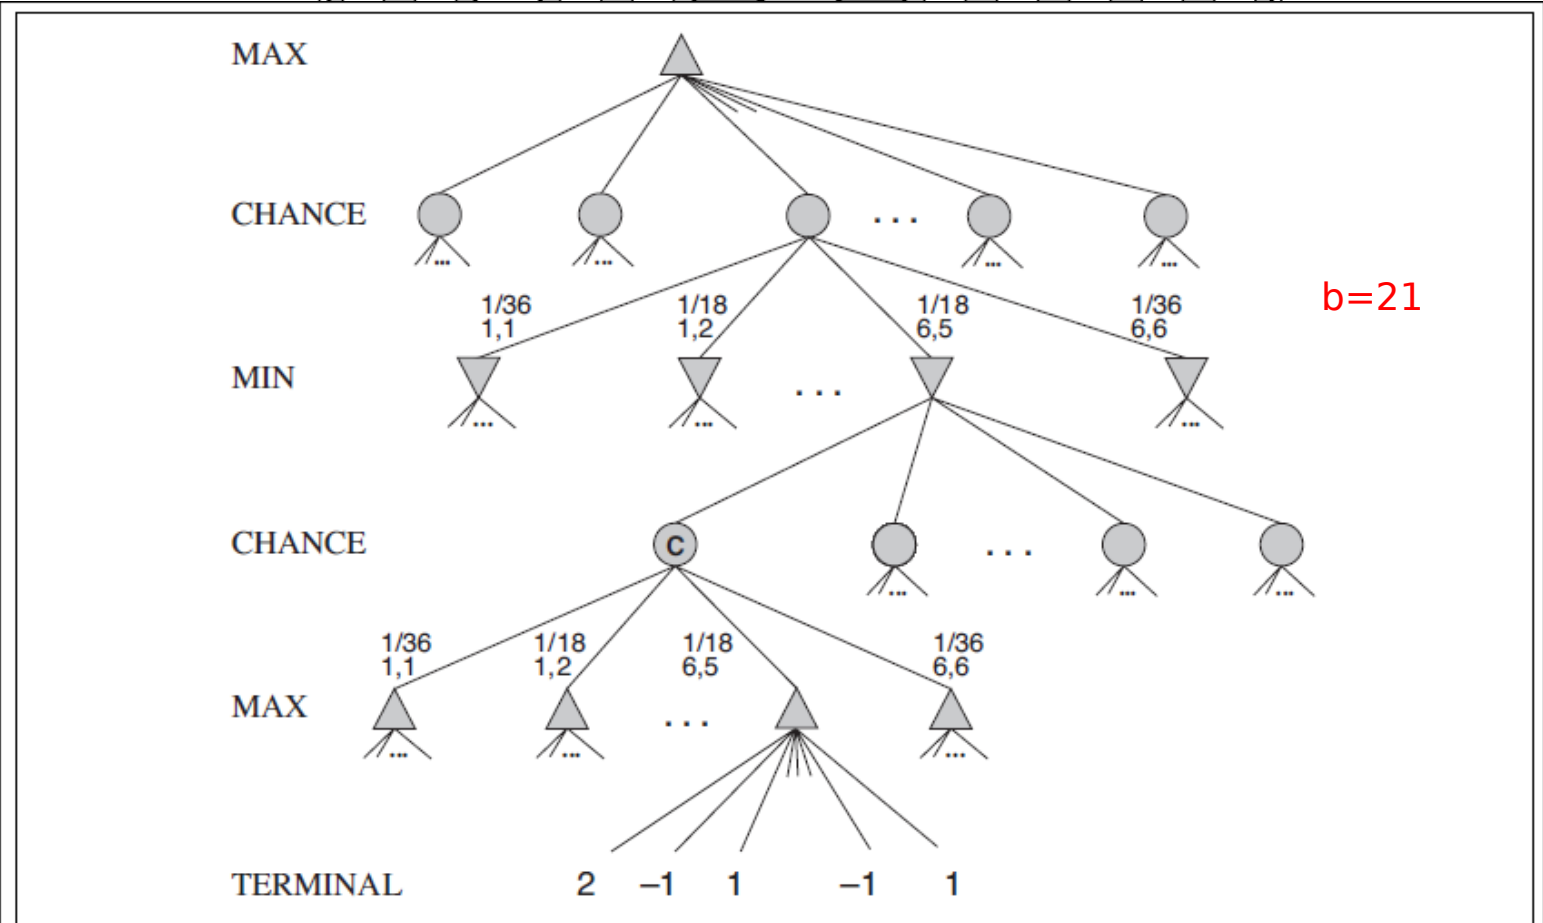 MAX
CHANCE
...
... ... ... ... ...
1/36 1/18 1/18 1/36
1,1 1,2 6,5 6,6
b=21
MIN
...
... ... ...
CHANCE
C
...
... ... ...
1/36 1/18 1/18 1/36
1,1 1,2 6,5 6,6
MAX
...
... ... ...
TERMINAL 2 –1 1 –1 1